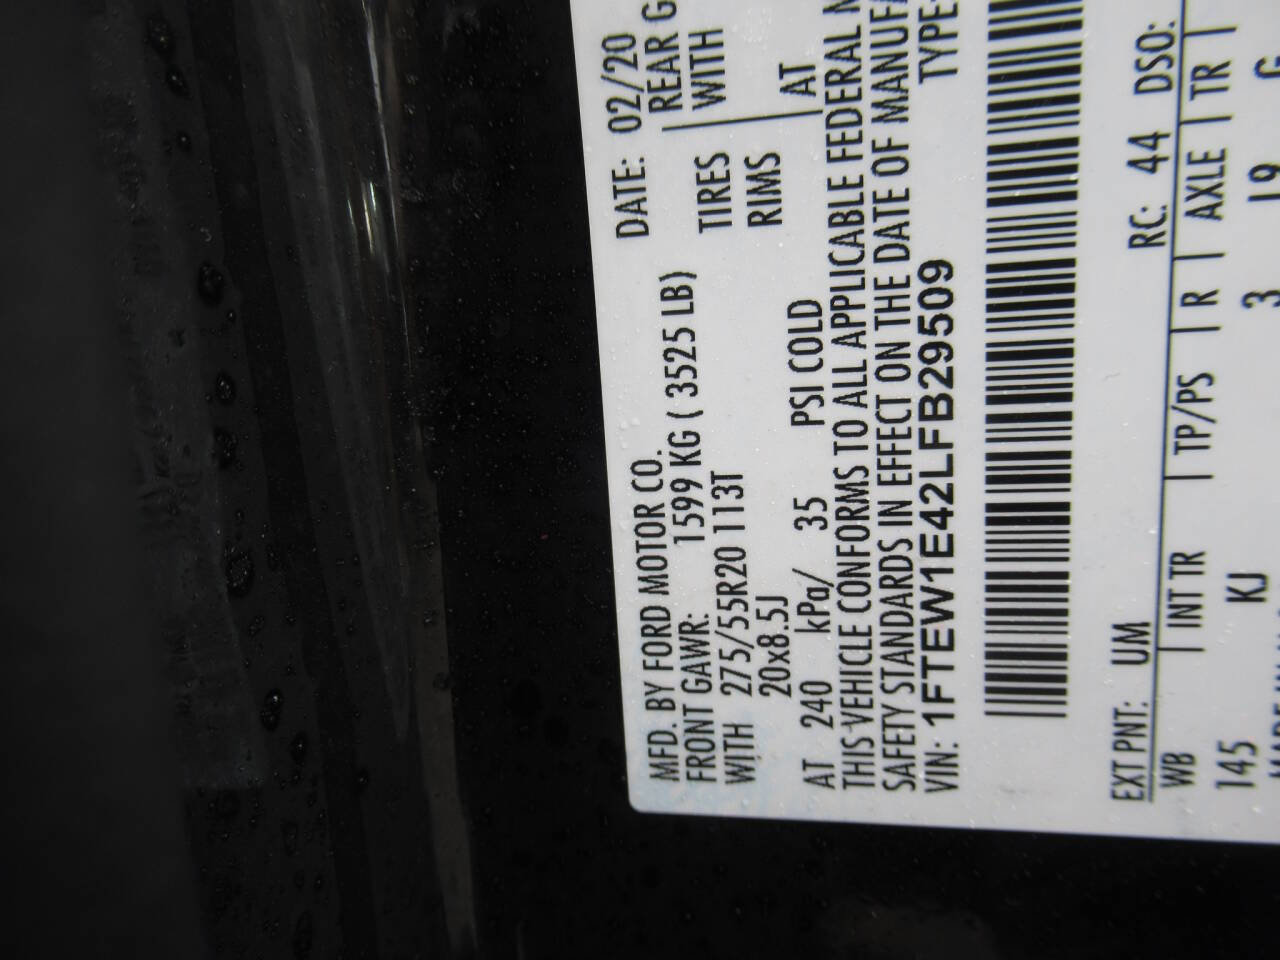 MFD. BY FORD MOTOR CO. DATE: 02/20
FRONT GAWR: 1599 KG ( 3525 LB) REAR G
WITH 275/55R20 113T TIRES WITH
20x8.5J RIMS
AT 240 kPa/ 35 PSI COLD AT
THIS VEHICLE CONFORMS TO ALL APPLICABLE FEDERAL M
SAFETY STANDARDS IN EFFECT ON THE DATE OF MANUFA
VIN: 1FTEW1E42LFB29509 TYPE:
EXT PNT: UM RC: 44 DSO:
WB INT TR TP/PS R AXLE TR
145 KJ 3 19 G